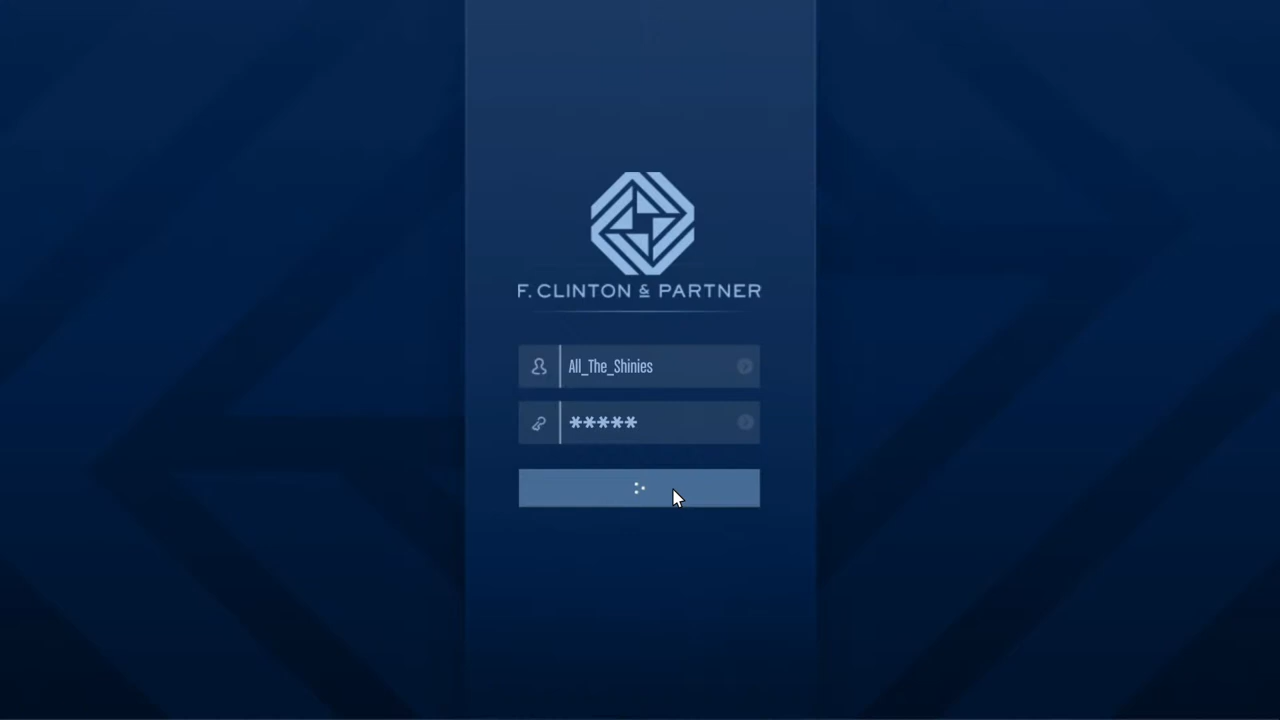 F. CLINTON & PARTNER
All_The_Shinies
*****